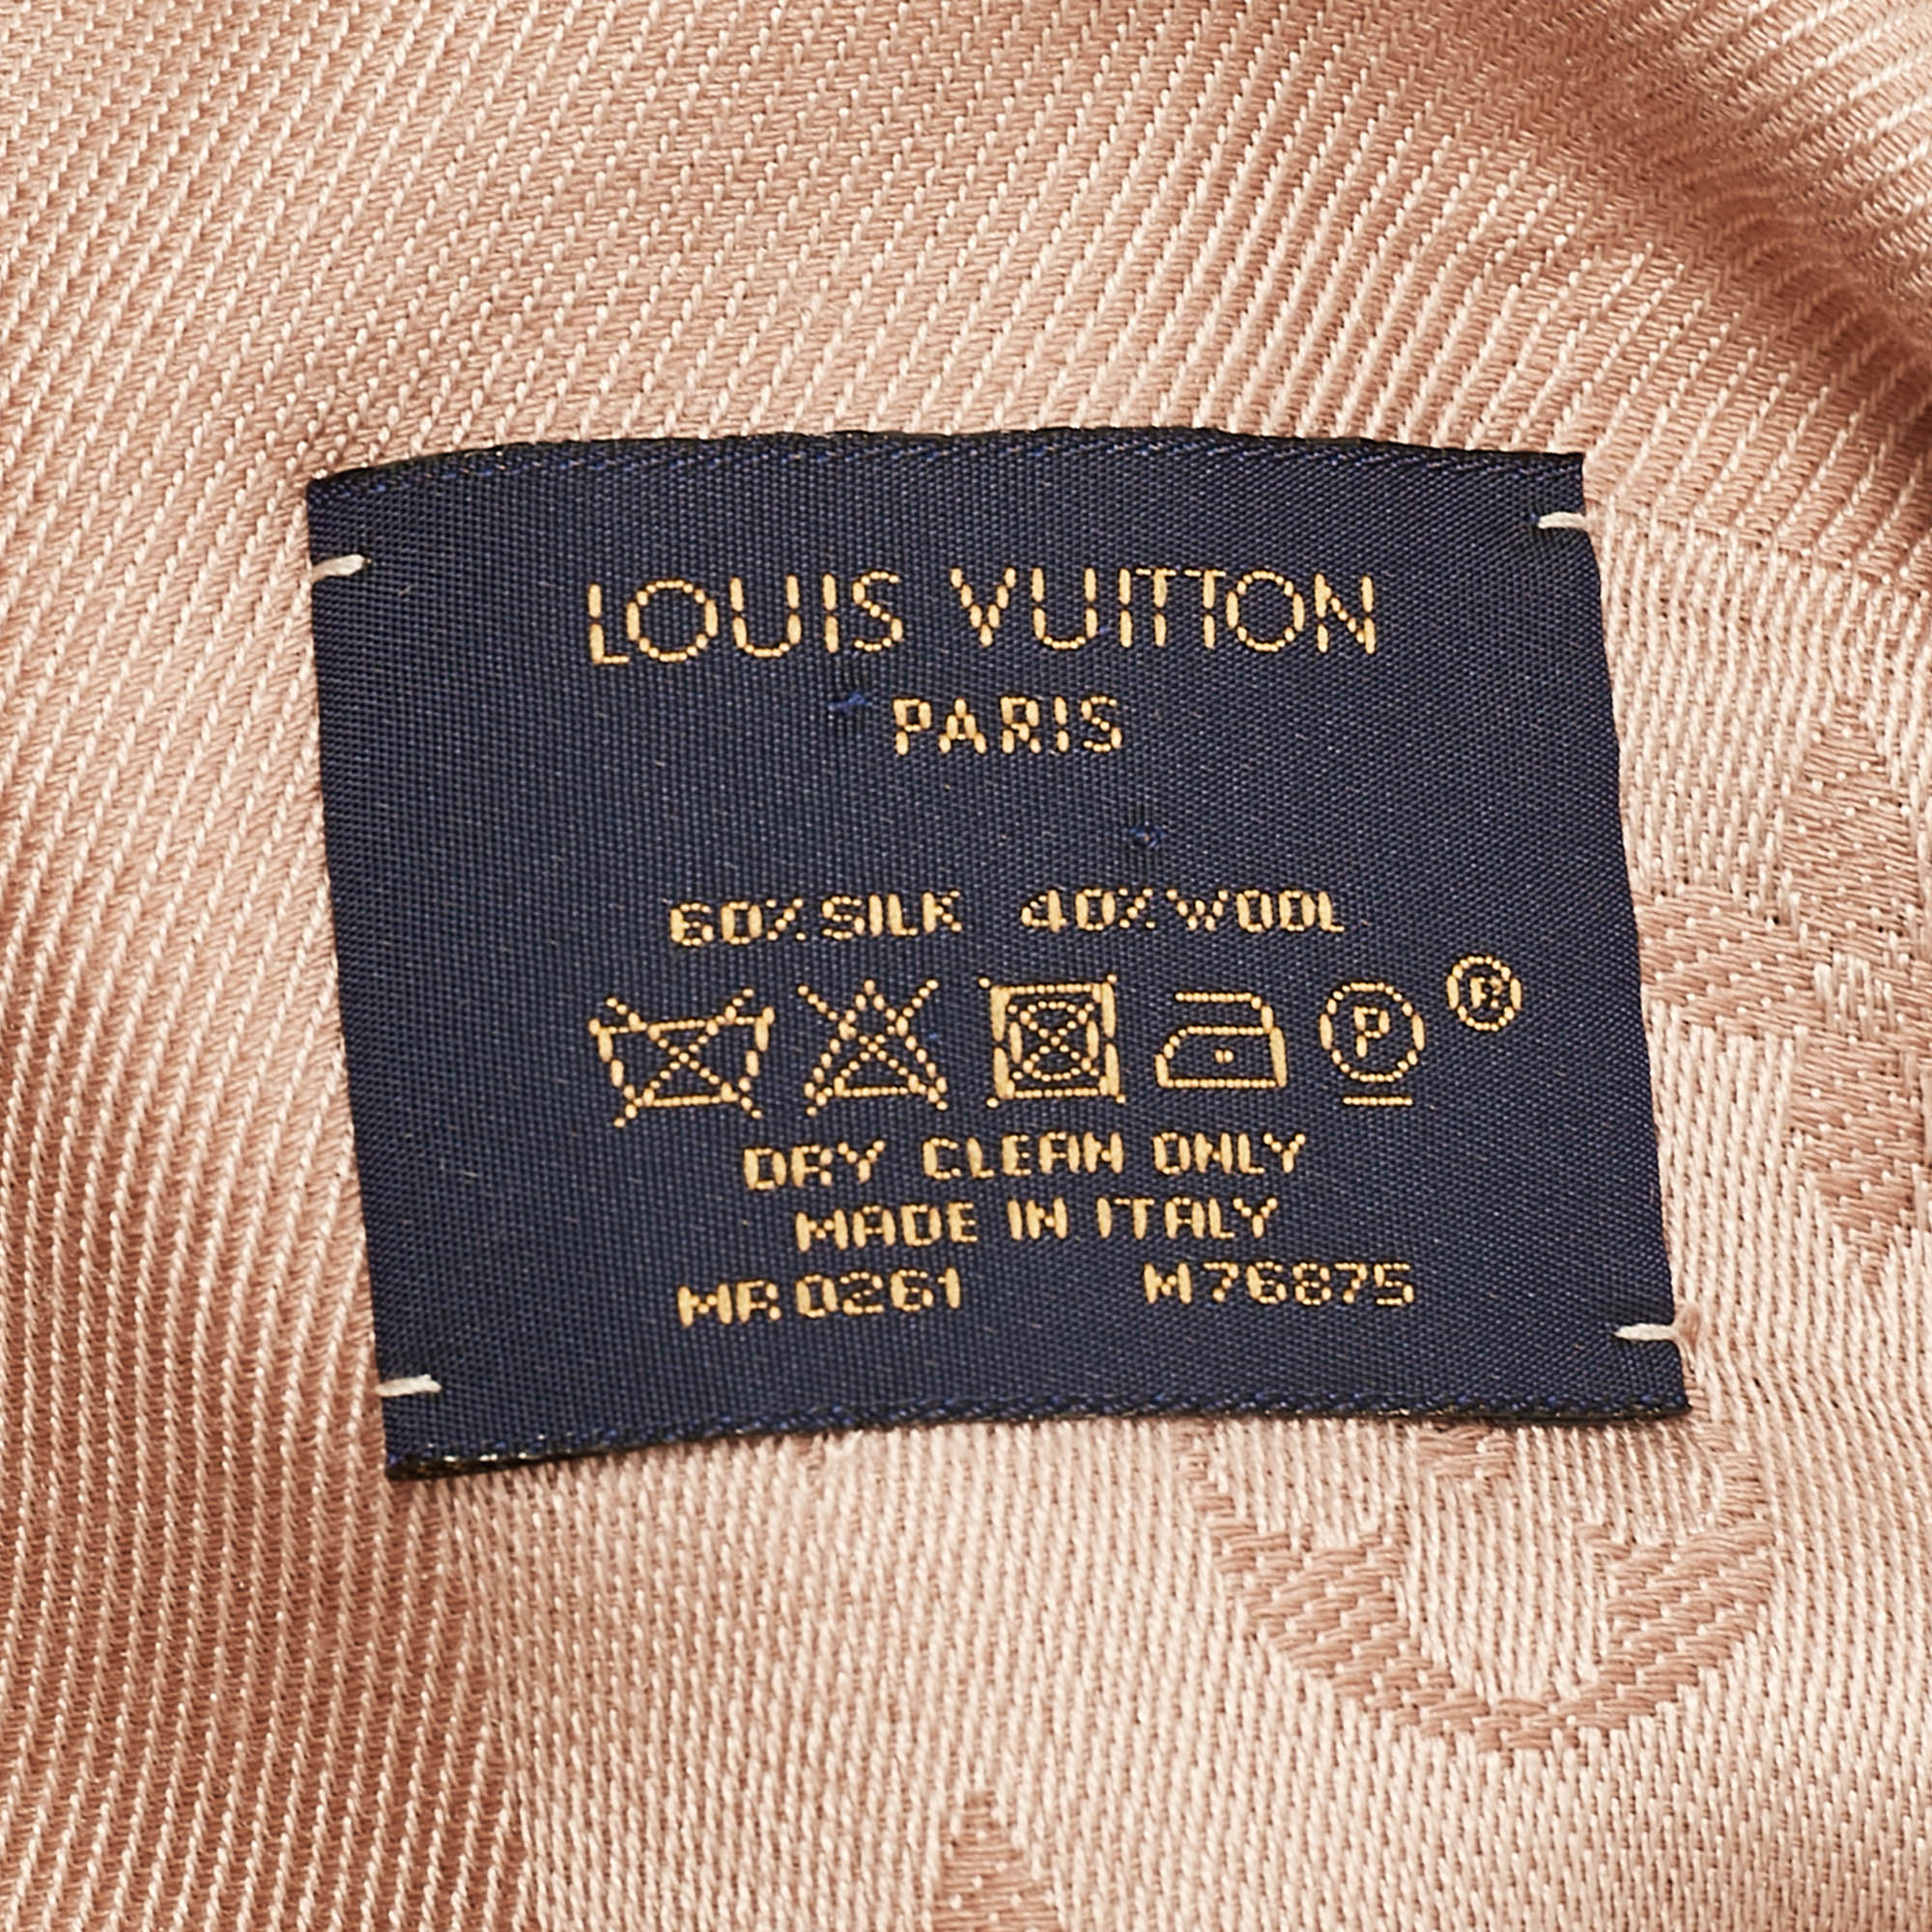 LOUIS VUITTON
PARIS
60% SILK 40% WOOL
P ®
DRY CLEAN ONLY
MADE IN ITALY
MR0261 M76875